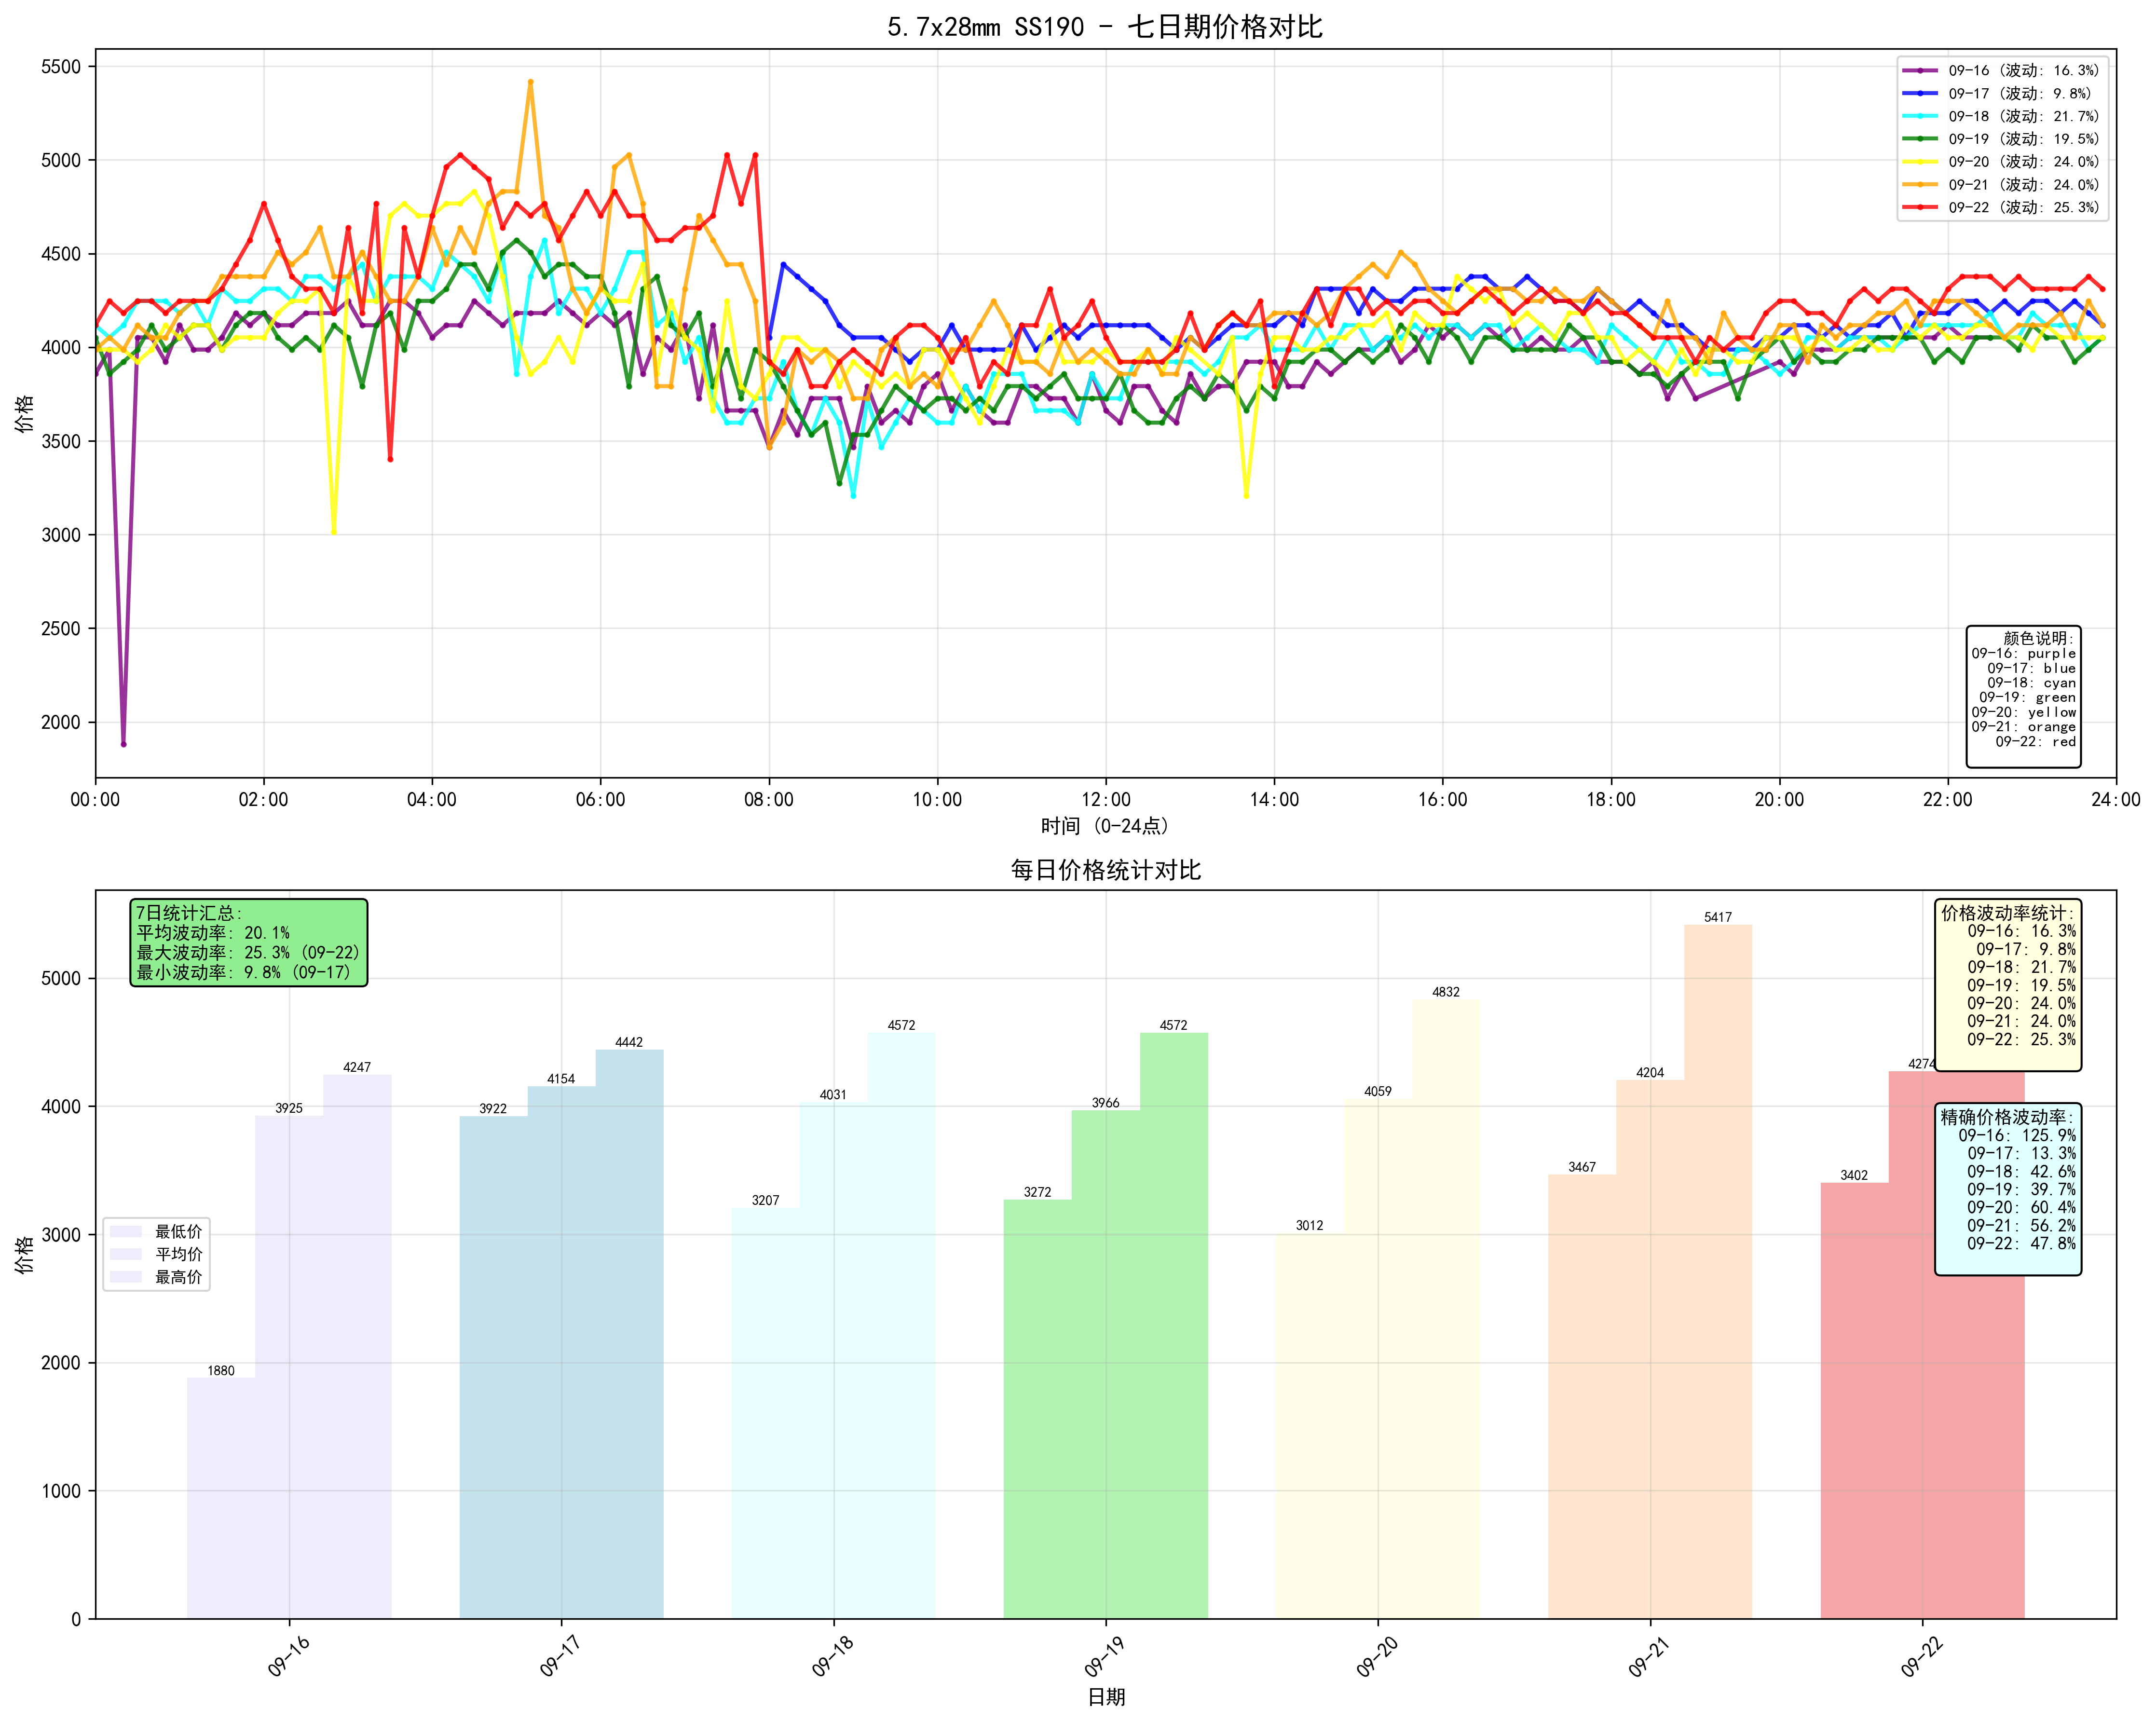 5.7x28mm SS190 - 七日期价格对比
价格
5500
5000
4500
4000
3500
3000
2500
2000
09-16 (波动: 16.3%)
09-17 (波动: 9.8%)
09-18 (波动: 21.7%)
09-19 (波动: 19.5%)
09-20 (波动: 24.0%)
09-21 (波动: 24.0%)
09-22 (波动: 25.3%)
颜色说明:
09-16: purple
09-17: blue
09-18: cyan
09-19: green
09-20: yellow
09-21: orange
09-22: red
00:00 02:00 04:00 06:00 08:00 10:00 12:00 14:00 16:00 18:00 20:00 22:00 24:00
时间 (0-24点)
每日价格统计对比
价格
5000
4000
3000
2000
1000
0
7日统计汇总:
平均波动率: 20.1%
最大波动率: 25.3% (09-22)
最小波动率: 9.8% (09-17)
最低价
平均价
最高价
1880
3925
4247
3922
4154
4442
3207
4031
4572
3272
3966
4572
3012
4059
4832
3467
4204
5417
3402
4274
价格波动率统计:
09-16: 16.3%
09-17: 9.8%
09-18: 21.7%
09-19: 19.5%
09-20: 24.0%
09-21: 24.0%
09-22: 25.3%
精确价格波动率:
09-16: 125.9%
09-17: 13.3%
09-18: 42.6%
09-19: 39.7%
09-20: 60.4%
09-21: 56.2%
09-22: 47.8%
09-16 09-17 09-18 09-19 09-20 09-21 09-22
日期